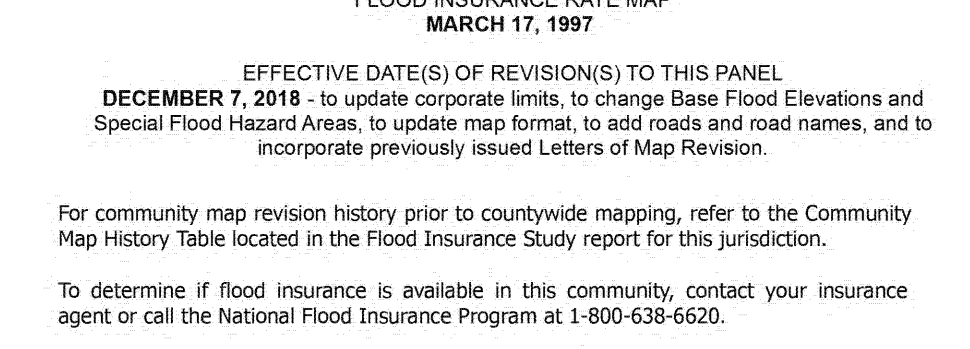 FLOOD INSURANCE RATE MAP
MARCH 17, 1997
EFFECTIVE DATE(S) OF REVISION(S) TO THIS PANEL
DECEMBER 7, 2018 - to update corporate limits, to change Base Flood Elevations and
Special Flood Hazard Areas, to update map format, to add roads and road names, and to
incorporate previously issued Letters of Map Revision.
For community map revision history prior to countywide mapping, refer to the Community
Map History Table located in the Flood Insurance Study report for this jurisdiction.
To determine if flood insurance is available in this community, contact your insurance
agent or call the National Flood Insurance Program at 1-800-638-6620.